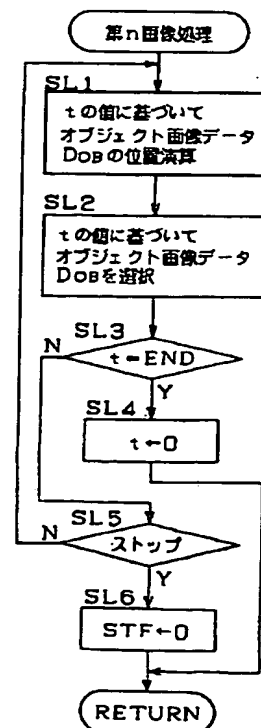 第n画像処理
SL1
tの値に基づいて
オブジェクト画像データ
DOBの位置演算
SL2
tの値に基づいて
オブジェクト画像データ
DOBを選択
SL3
t=END
N
Y
SL4
t←0
SL5
ストップ
N
Y
SL6
STF←0
RETURN